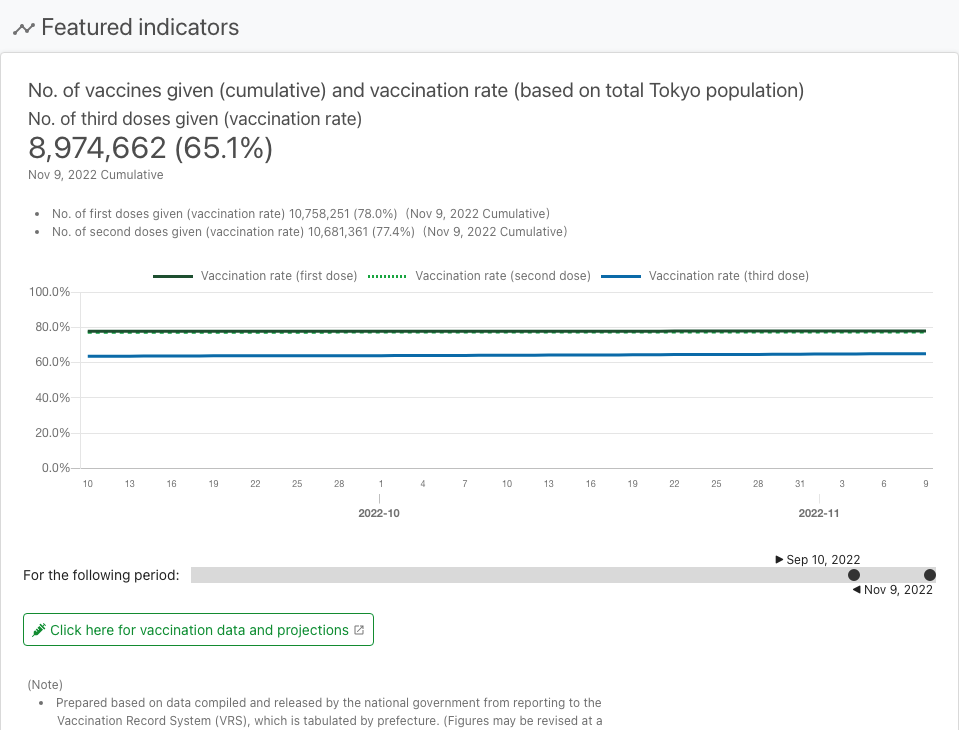 Featured indicators
No. of vaccines given (cumulative) and vaccination rate (based on total Tokyo population)
No. of third doses given (vaccination rate)
8,974,662 (65.1%)
Nov 9, 2022 Cumulative
• No. of first doses given (vaccination rate) 10,758,251 (78.0%) (Nov 9, 2022 Cumulative)
• No. of second doses given (vaccination rate) 10,681,361 (77.4%) (Nov 9, 2022 Cumulative)
Vaccination rate (first dose) Vaccination rate (second dose) Vaccination rate (third dose)
100.0%
80.0%
60.0%
40.0%
20.0%
0.0%
10 13 16 19 22 25 28 1 4 7 10 13 16 19 22 25 28 31 3 6 9
2022-10 2022-11
▶ Sep 10, 2022
For the following period:
◀ Nov 9, 2022
Click here for vaccination data and projections
(Note)
• Prepared based on data compiled and released by the national government from reporting to the
Vaccination Record System (VRS), which is tabulated by prefecture. (Figures may be revised at a